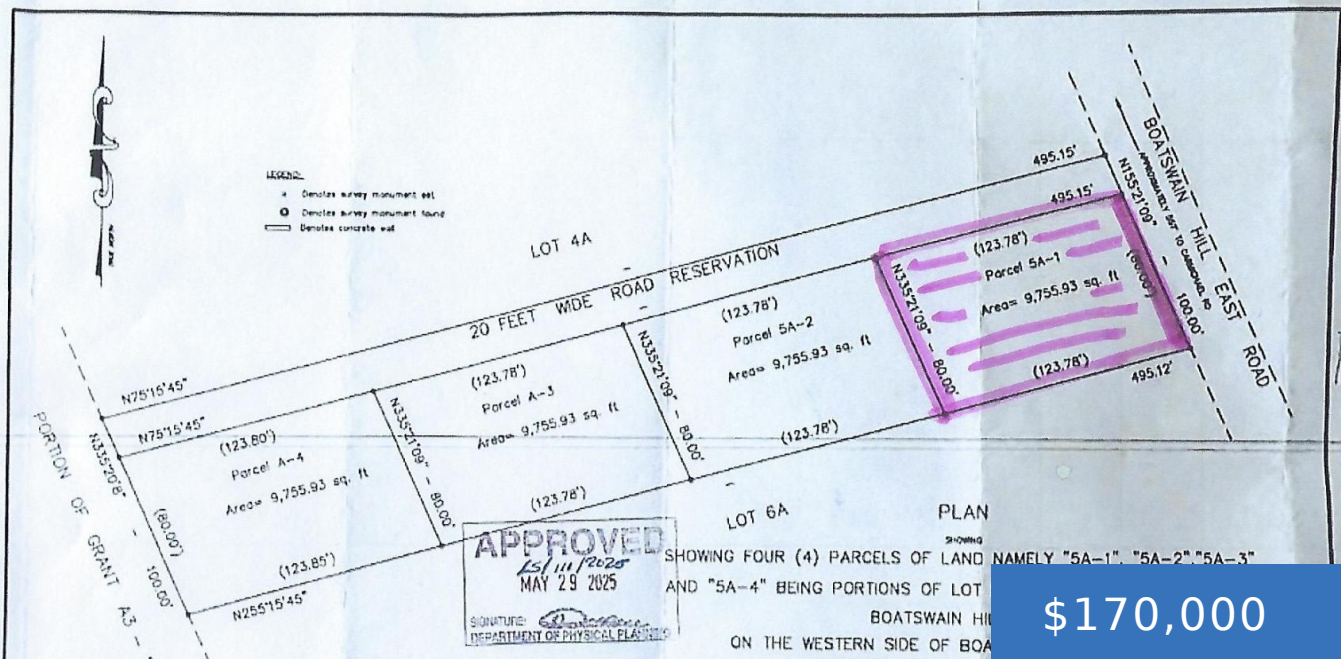 LEGEND:
Denotes survey monument set
Denotes survey monument found
Denotes concrete wall
LOT 4A
20 FEET WIDE ROAD RESERVATION
495.15'
495.15'
BOATSWAIN HILL EAST ROAD
N155°21'09" - 100.00'
(80.00')
N75°15'45"
N75°15'45"
PORTION OF GRANT A3 -
N335°20'8" - 100.00'
(80.00')
(123.80')
Parcel A-4
Area= 9,755.93 sq. ft
(123.85')
N255°15'45"
N335°21'09" - 80.00'
(123.78')
Parcel A-3
Area= 9,755.93 sq. ft
(123.78')
N335°21'09" - 80.00'
(123.78')
Parcel 5A-2
Area= 9,755.93 sq. ft
(123.78')
N335°21'09" - 80.00'
(123.78')
Parcel 5A-1
Area= 9,755.93 sq. ft
(123.78')
495.12'
LOT 6A
APPROVED
MAY 29 2025
SIGNATURE:
DEPARTMENT OF PHYSICAL PLANNING
PLAN
SHOWING
SHOWING FOUR (4) PARCELS OF LAND NAMELY "5A-1", "5A-2","5A-3"
AND "5A-4" BEING PORTIONS OF LOT
BOATSWAIN HI
ON THE WESTERN SIDE OF BOA
$170,000